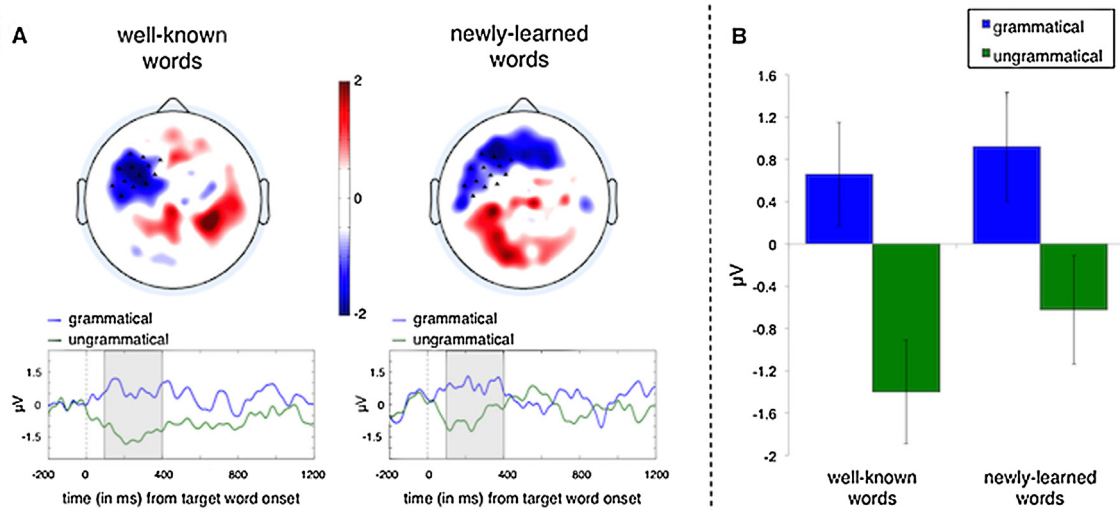 A
well-known
words
newly-learned
words
2
0
-2
grammatical
ungrammatical
grammatical
ungrammatical
µV
1.5
0
-1.5
-200 0 400 800 1200
time (in ms) from target word onset
µV
1.5
0
-1.5
-200 0 400 800 1200
time (in ms) from target word onset
B
grammatical
ungrammatical
µV
1.6
1.2
0.8
0.4
0
-0.4
-0.8
-1.2
-1.6
-2
well-known
words
newly-learned
words